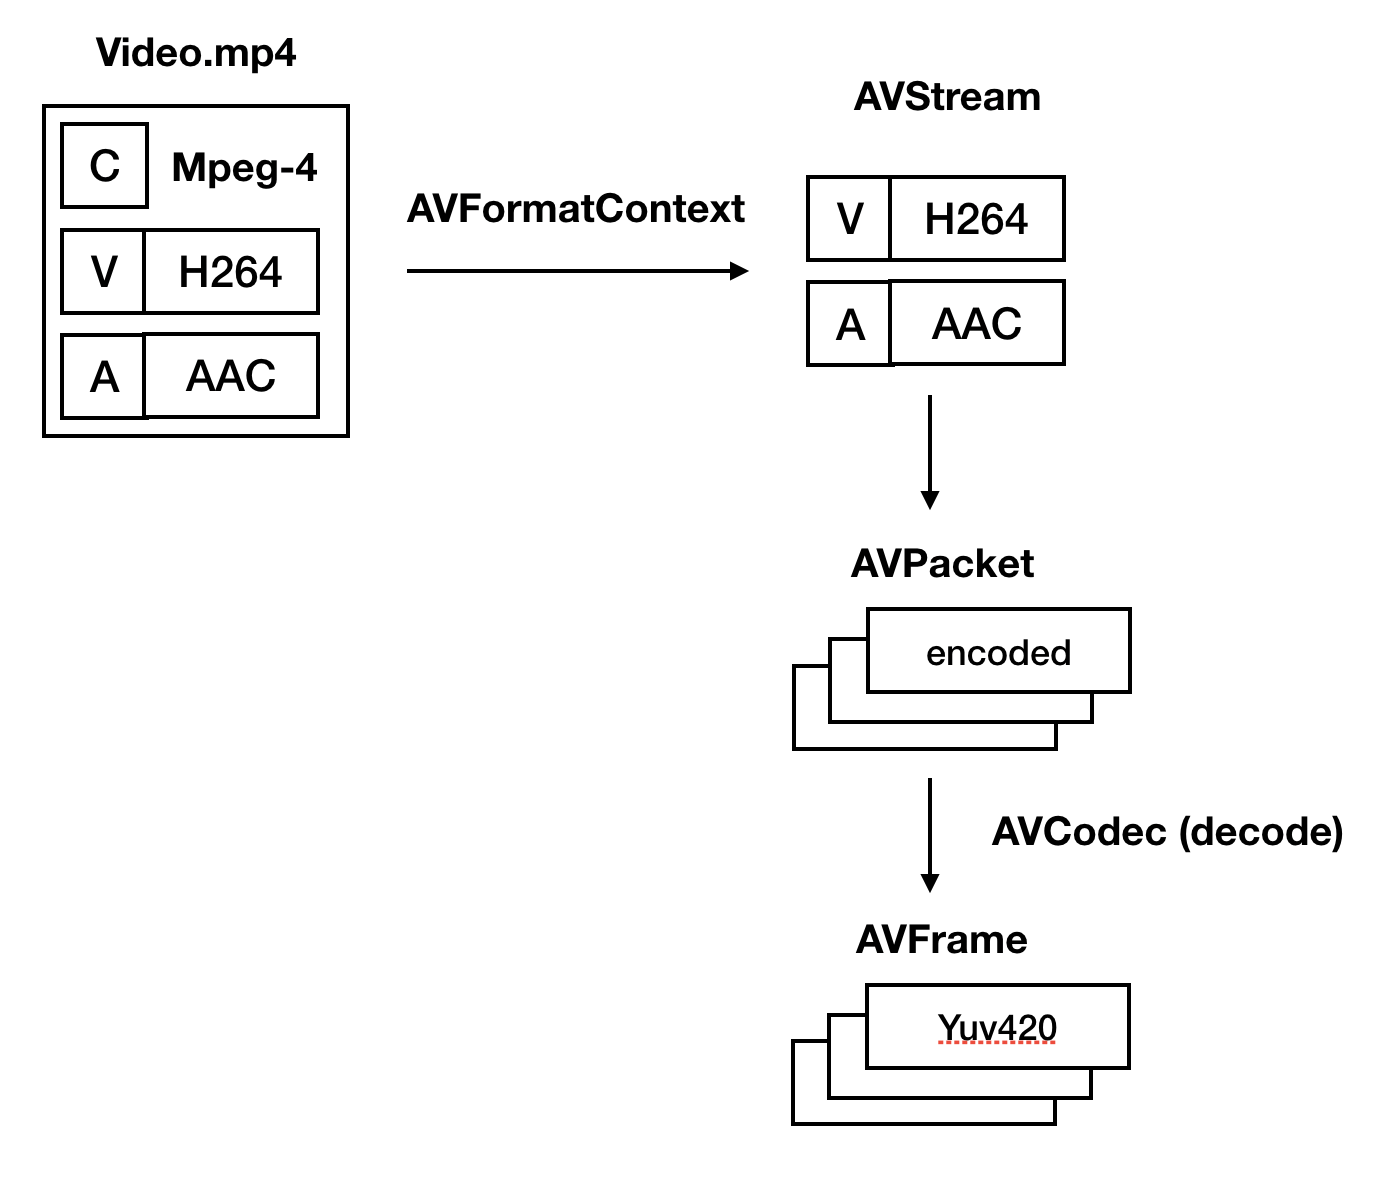 Video.mp4
C Mpeg-4
V H264
A AAC
AVFormatContext
AVStream
V H264
A AAC
AVPacket
encoded
AVCodec (decode)
AVFrame
Yuv420